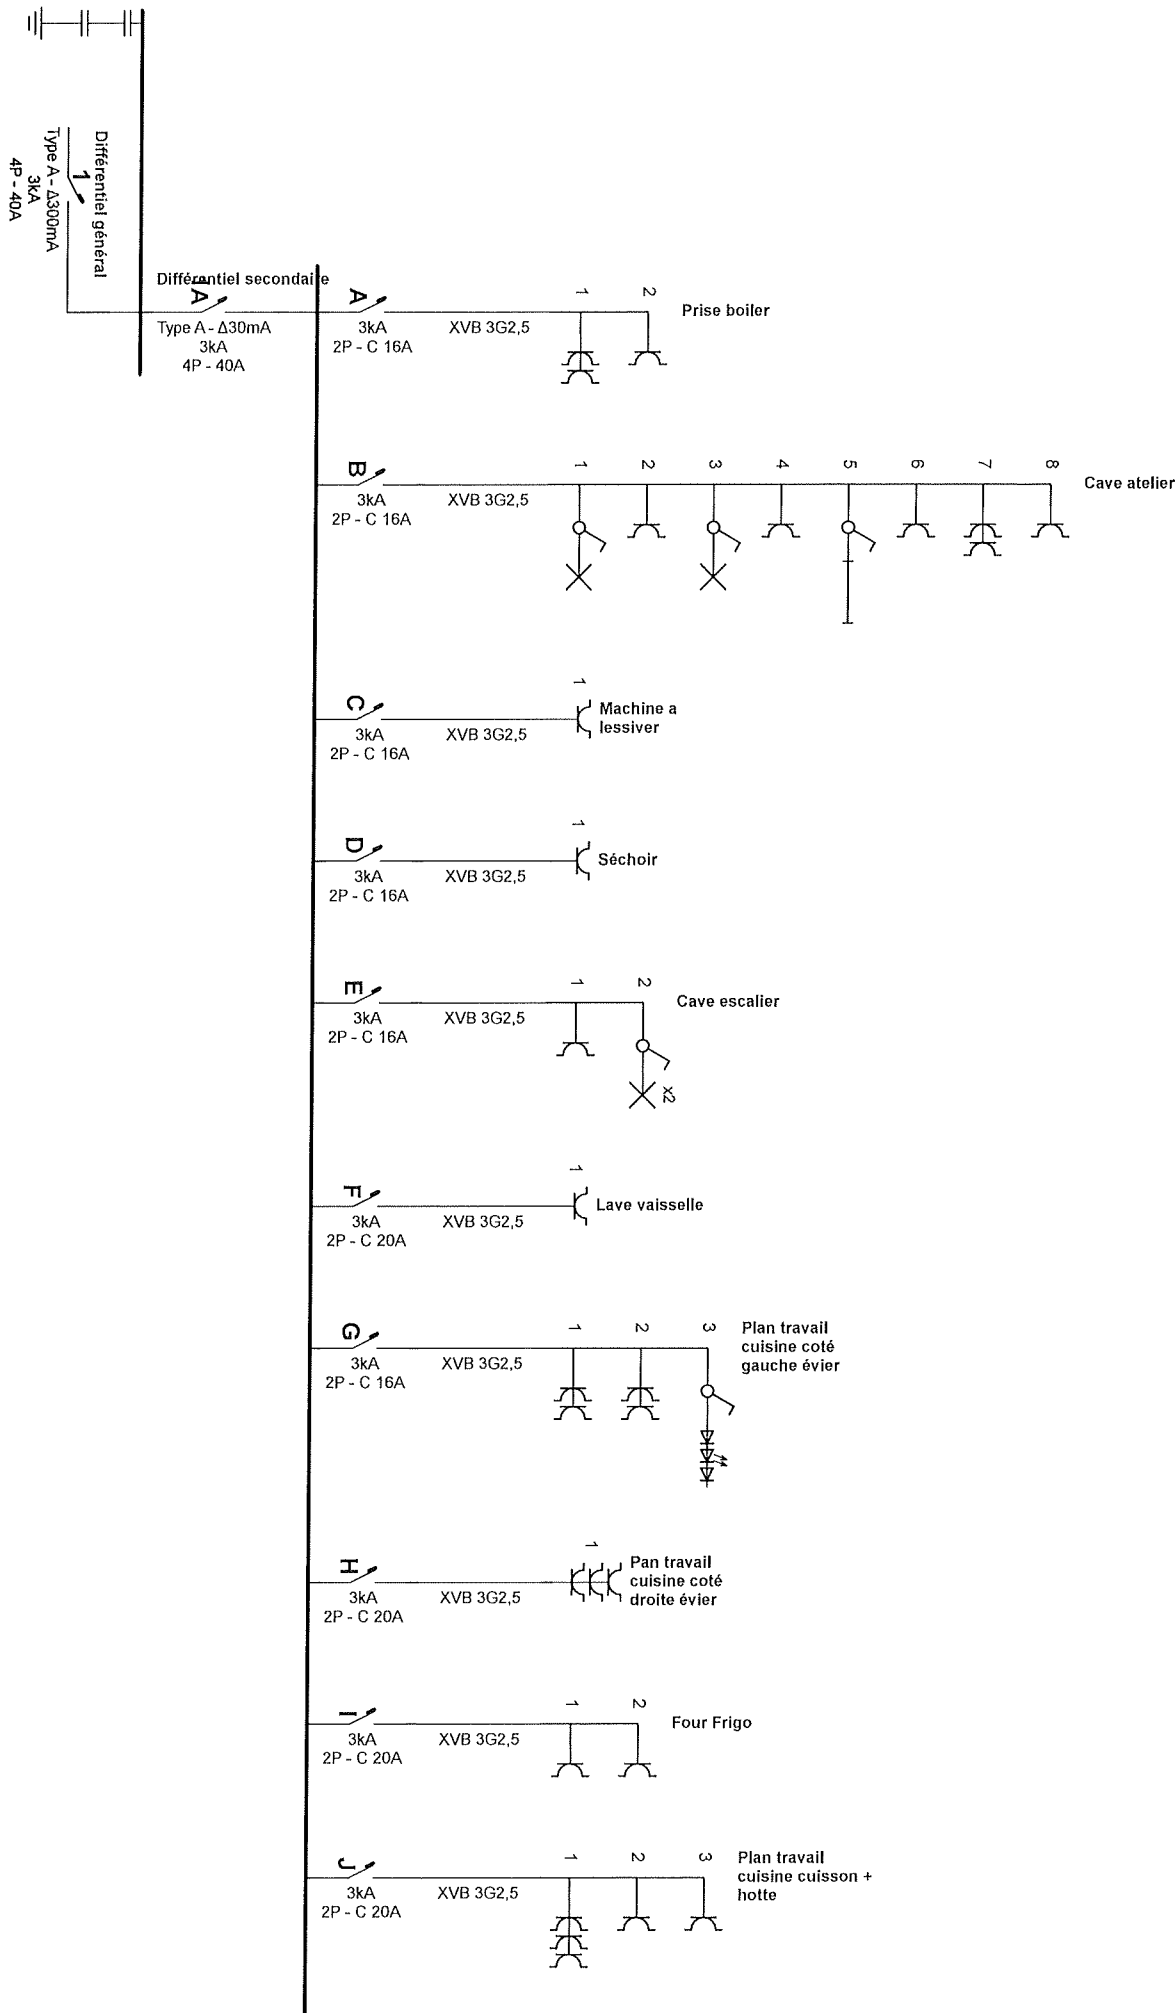 Différentiel général
1
Type A - Δ300mA
3kA
4P - 40A
Différentiel secondaire
A
Type A - Δ30mA
3kA
4P - 40A
A
3kA
2P - C 16A
XVB 3G2,5
1
2
Prise boiler
B
3kA
2P - C 16A
XVB 3G2,5
1
2
3
4
5
6
7
8
Cave atelier
C
3kA
2P - C 16A
XVB 3G2,5
1
Machine a
lessiver
D
3kA
2P - C 16A
XVB 3G2,5
1
Séchoir
E
3kA
2P - C 16A
XVB 3G2,5
1
2
x2
Cave escalier
F
3kA
2P - C 20A
XVB 3G2,5
1
Lave vaisselle
G
3kA
2P - C 16A
XVB 3G2,5
1
2
3
Plan travail
cuisine coté
gauche évier
H
3kA
2P - C 20A
XVB 3G2,5
1
Pan travail
cuisine coté
droite évier
I
3kA
2P - C 20A
XVB 3G2,5
1
2
Four Frigo
J
3kA
2P - C 20A
XVB 3G2,5
1
2
3
Plan travail
cuisine cuisson +
hotte